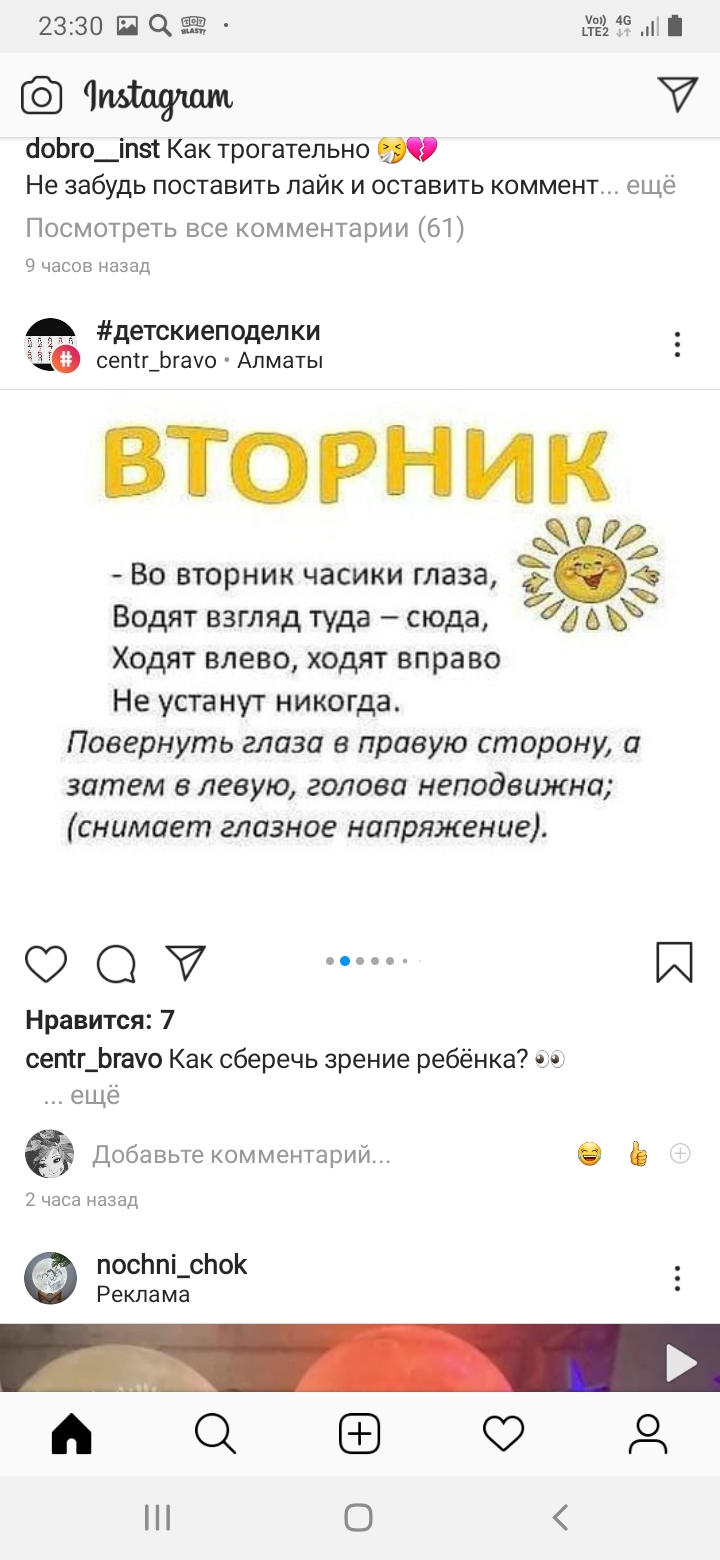 23:30
Vo)) 4G
LTE2
Instagram
dobro__inst Как трогательно 🤧💔
Не забудь поставить лайк и оставить коммент... ещё
Посмотреть все комментарии (61)
9 часов назад
#детскиеподелки
centr_bravo • Алматы
ВТОРНИК
- Во вторник часики глаза,
Водят взгляд туда – сюда,
Ходят влево, ходят вправо
Не устанут никогда.
Повернуть глаза в правую сторону, а
затем в левую, голова неподвижна;
(снимает глазное напряжение).
Нравится: 7
centr_bravo Как сберечь зрение ребёнка? 👀
... ещё
Добавьте комментарий...
2 часа назад
nochni_chok
Реклама